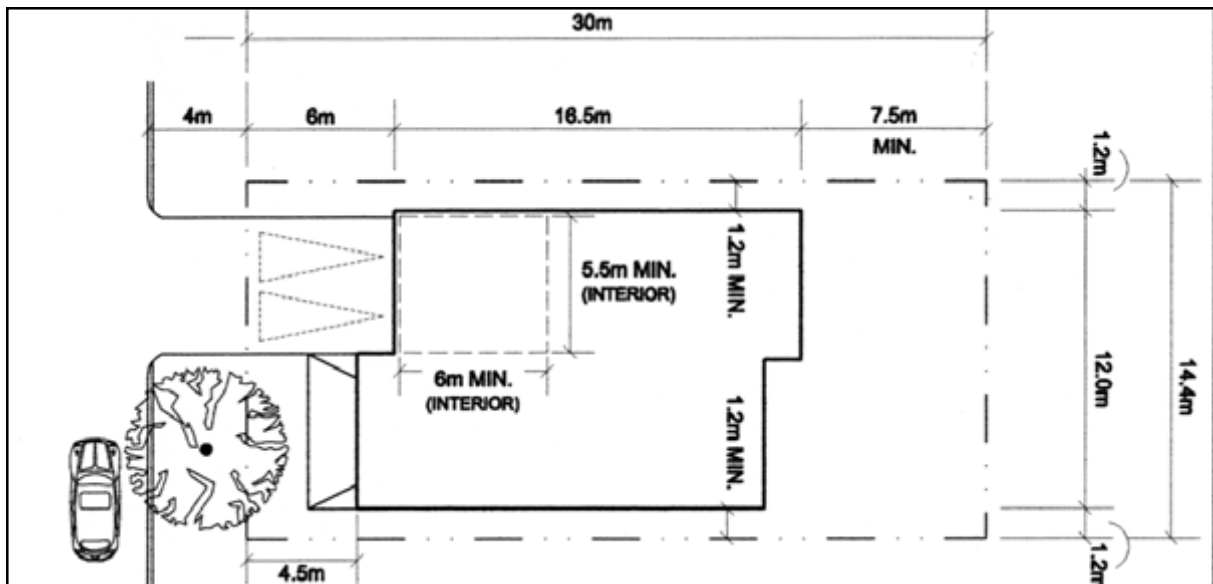 30m
4m
6m
16.5m
7.5m
MIN.
1.2m
1.2m MIN.
5.5m MIN.
(INTERIOR)
6m MIN.
(INTERIOR)
1.2m MIN.
12.0m
14.4m
4.5m
1.2m